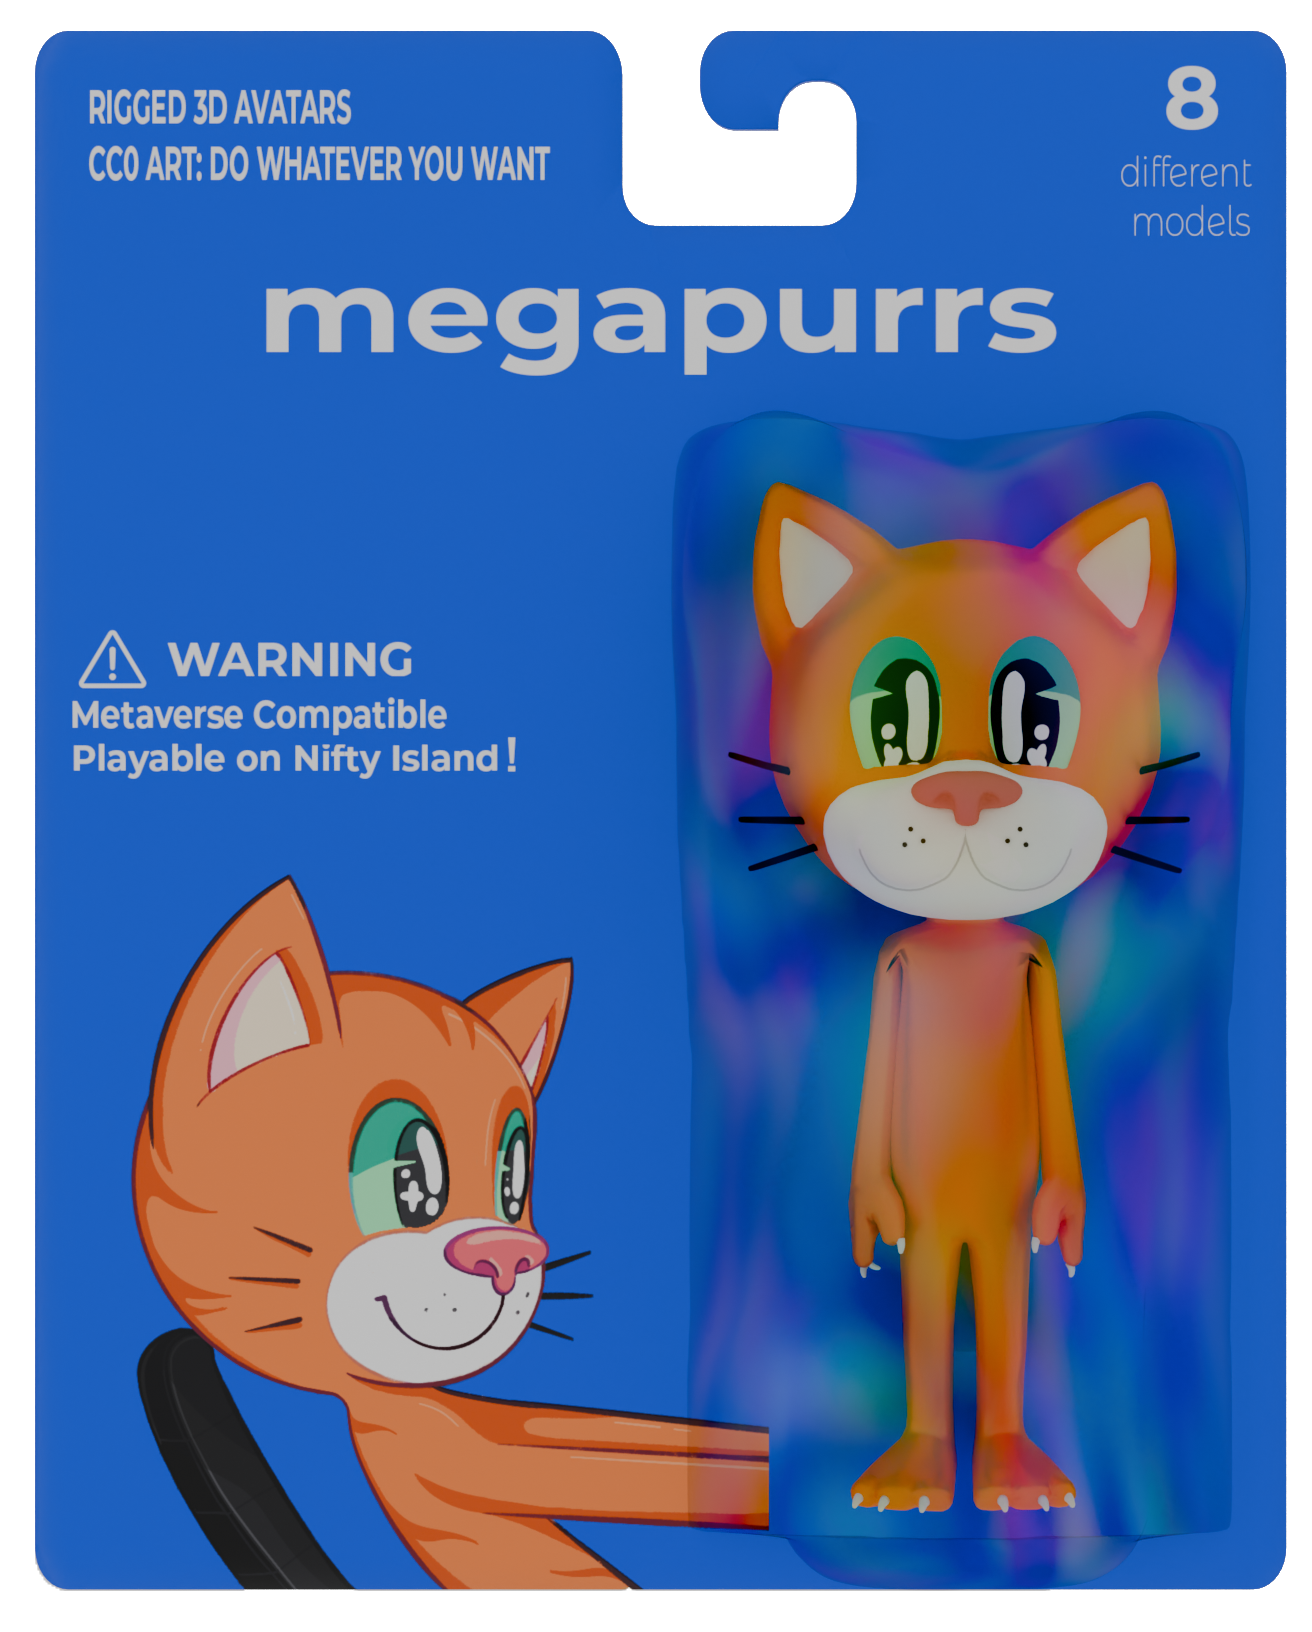 RIGGED 3D AVATARS
CC0 ART: DO WHATEVER YOU WANT
8
different
models
megapurrs
WARNING
Metaverse Compatible
Playable on Nifty Island!